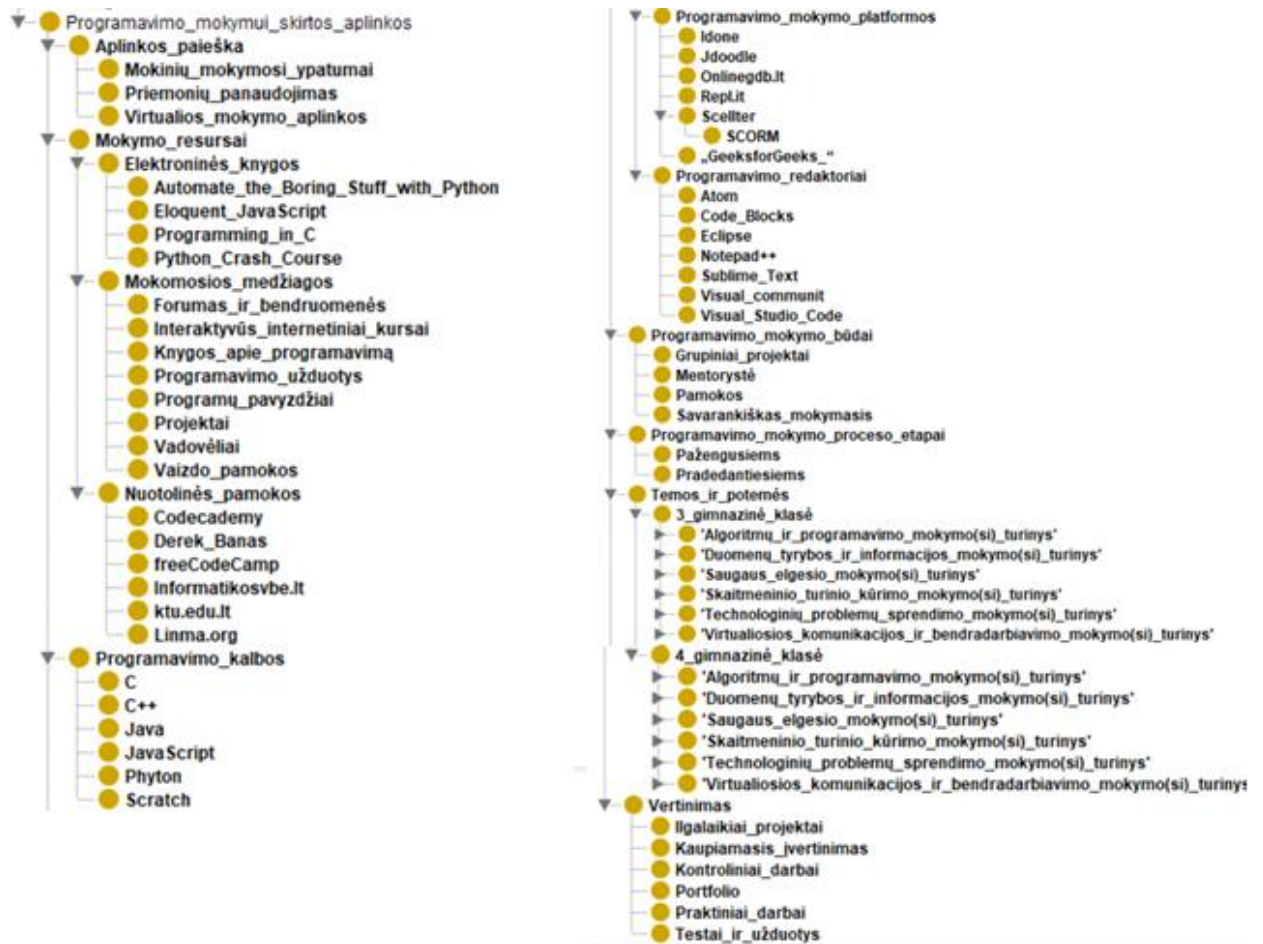 Programavimo_mokymui_skirtos_aplinkos
Aplinkos_paieška
Mokinių_mokymosi_ypatumai
Priemonių_panaudojimas
Virtualios_mokymo_aplinkos
Mokymo_resursai
Elektroninės_knygos
Automate_the_Boring_Stuff_with_Python
Eloquent_JavaScript
Programming_in_C
Python_Crash_Course
Mokomosios_medžiagos
Forumas_ir_bendruomenės
Interaktyvūs_internetiniai_kursai
Knygos_apie_programavimą
Programavimo_užduotys
Programų_pavyzdžiai
Projektai
Vadovėliai
Vaizdo_pamokos
Nuotolinės_pamokos
Codecademy
Derek_Banas
freeCodeCamp
Informatikosvbe.lt
ktu.edu.lt
Linma.org
Programavimo_kalbos
C
C++
Java
JavaScript
Phyton
Scratch
Programavimo_mokymo_platformos
Idone
Jdoodle
Onlinegdb.lt
Repl.it
Scellter
SCORM
„GeeksforGeeks_“
Programavimo_redaktoriai
Atom
Code_Blocks
Eclipse
Notepad++
Sublime_Text
Visual_communit
Visual_Studio_Code
Programavimo_mokymo_būdai
Grupiniai_projektai
Mentorystė
Pamokos
Savarankiškas_mokymasis
Programavimo_mokymo_proceso_etapai
Pažengusiems
Pradedantiesiems
Temos_ir_potemės
3_gimnazinė_klasė
'Algoritmų_ir_programavimo_mokymo(si)_turinys'
'Duomenų_tyrybos_ir_informacijos_mokymo(si)_turinys'
'Saugaus_elgesio_mokymo(si)_turinys'
'Skaitmeninio_turinio_kūrimo_mokymo(si)_turinys'
'Technologinių_problemų_sprendimo_mokymo(si)_turinys'
'Virtualiosios_komunikacijos_ir_bendradarbiavimo_mokymo(si)_turinys'
4_gimnazinė_klasė
'Algoritmų_ir_programavimo_mokymo(si)_turinys'
'Duomenų_tyrybos_ir_informacijos_mokymo(si)_turinys'
'Saugaus_elgesio_mokymo(si)_turinys'
'Skaitmeninio_turinio_kūrimo_mokymo(si)_turinys'
'Technologinių_problemų_sprendimo_mokymo(si)_turinys'
'Virtualiosios_komunikacijos_ir_bendradarbiavimo_mokymo(si)_turinys
Vertinimas
Ilgalaikiai_projektai
Kaupiamasis_įvertinimas
Kontroliniai_darbai
Portfolio
Praktiniai_darbai
Testai_ir_užduotys